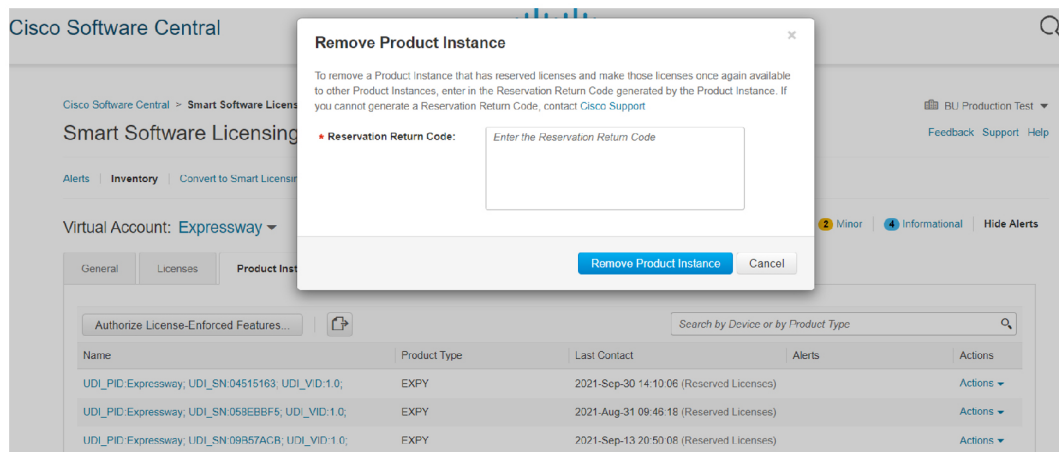 Cisco Software Central
Remove Product Instance
×
To remove a Product Instance that has reserved licenses and make those licenses once again available
to other Product Instances, enter in the Reservation Return Code generated by the Product Instance. If
you cannot generate a Reservation Return Code, contact Cisco Support
* Reservation Return Code:
Enter the Reservation Return Code
Remove Product Instance
Cancel
Cisco Software Central > Smart Software Licens
BU Production Test
Smart Software Licensing
Feedback Support Help
Alerts | Inventory | Convert to Smart Licensin
Virtual Account: Expressway
2 Minor
4 Informational
Hide Alerts
General
Licenses
Product Inst
Authorize License-Enforced Features...
Search by Device or by Product Type
Name Product Type Last Contact Alerts Actions
UDI_PID:Expressway; UDI_SN:04515163; UDI_VID:1.0; EXPY 2021-Sep-30 14:10:06 (Reserved Licenses) Actions
UDI_PID:Expressway; UDI_SN:058EBBF5; UDI_VID:1.0; EXPY 2021-Aug-31 09:46:18 (Reserved Licenses) Actions
UDI_PID:Expressway; UDI_SN:09B57ACB; UDI_VID:1.0; EXPY 2021-Sep-13 20:50:08 (Reserved Licenses) Actions